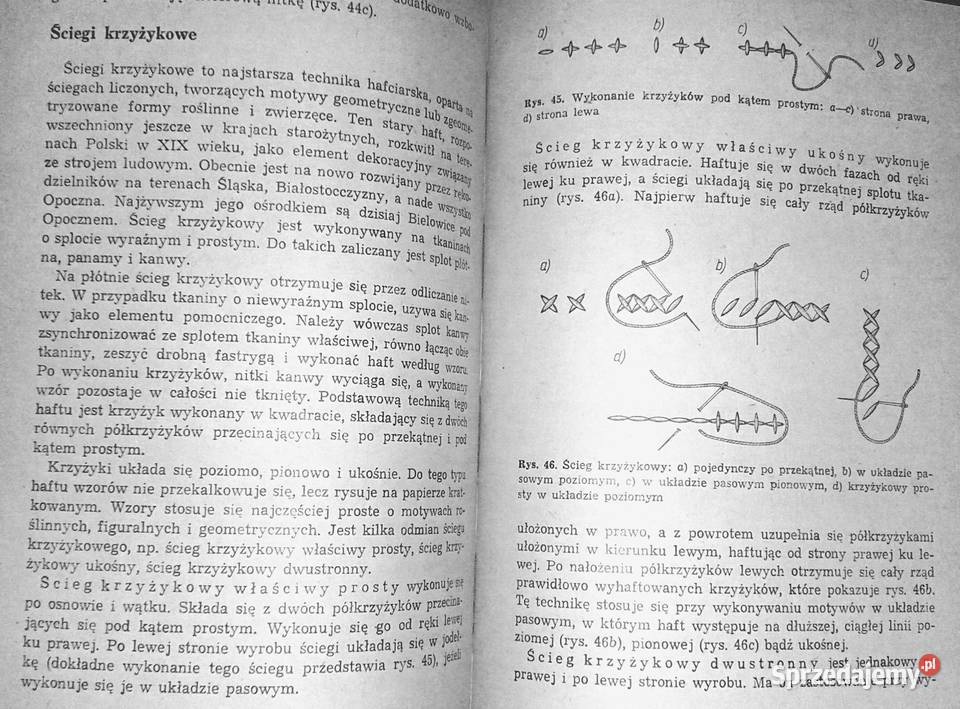 nitkę (rys. 44c).
dodatkowo
Ściegi krzyżykowe
Ściegi krzyżykowe to najstarsza technika hafciarska, oparta na
ściegach liczonych, tworzących motywy geometryczne lub zgeome-
tryzowane formy roślinne i zwierzęce. Ten stary haft, rozpo-
wszechniony jeszcze w krajach starożytnych, rozkwitł na tere-
nach Polski w XIX wieku, jako element dekoracyjny związany
ze strojem ludowym. Obecnie jest na nowo rozwijany przez ręko-
dzielników na terenach Śląska, Białostocczyzny, a nade wszystko
Opoczna. Najżywszym jego ośrodkiem są dzisiaj Bielowice pod
Opocznem. Ścieg krzyżykowy jest wykonywany na tkaninach
o splocie wyraźnym i prostym. Do takich zaliczany jest splot płót-
na, panamy i kanwy.
Na płótnie ścieg krzyżykowy otrzymuje się przez odliczanie ni-
tek. W przypadku tkaniny o niewyraźnym splocie, używa się kan-
wy jako elementu pomocniczego. Należy wówczas splot kanwy
zsynchronizować ze splotem tkaniny właściwej, równo łącząc obie
tkaniny, zeszyć drobną fastrygą i wykonać haft według wzoru.
Po wykonaniu krzyżyków, nitki kanwy wyciąga się, a wykonany
wzór pozostaje w całości nie tknięty. Podstawową techniką tego
haftu jest krzyżyk wykonany w kwadracie, składający się z dwóch
równych półkrzyżyków przecinających się po przekątnej i pod
kątem prostym.
Krzyżyki układa się poziomo, pionowo i ukośnie. Do tego typu
haftu wzorów nie przekalkowuje się, lecz rysuje na papierze krat-
kowanym. Wzory stosuje się najczęściej proste o motywach ro-
ślinnych, figuralnych i geometrycznych. Jest kilka odmian ściegu
krzyżykowego, np. ścieg krzyżykowy właściwy prosty, ścieg krzy-
żykowy ukośny, ścieg krzyżykowy dwustronny.
Ścieg krzyżykowy właściwy prosty wykonuje się
po osnowie i wątku. Składa się z dwóch półkrzyżyków przecina-
jących się pod kątem prostym. Wykonuje się go od ręki lewej
ku prawej. Po lewej stronie wyrobu ściegi układają się w jodeł-
kę (dokładne wykonanie tego ściegu przedstawia rys. 45), jeżeli
wykonuje się je w układzie pasowym.
a) b) c) d)
Rys. 45. Wykonanie krzyżyków pod kątem prostym: a—c) strona prawa,
d) strona lewa
Ścieg krzyżykowy właściwy ukośny wykonuje
się również w kwadracie. Haftuje się w dwóch fazach od ręki
lewej ku prawej, a ściegi układają się po przekątnej splotu tka-
niny (rys. 46a). Najpierw haftuje się cały rząd półkrzyżyków
a) b) c)
d)
Rys. 46. Ścieg krzyżykowy: a) pojedynczy po przekątnej, b) w układzie pa-
sowym poziomym, c) w układzie pasowym pionowym, d) krzyżykowy pro-
sty w układzie poziomym
ułożonych w prawo, a z powrotem uzupełnia się półkrzyżykami
ułożonymi w kierunku lewym, haftując od strony prawej ku le-
wej. Po nałożeniu półkrzyżyków lewych otrzymuje się cały rząd
prawidłowo wyhaftowanych krzyżyków, które pokazuje rys. 46b.
Tę technikę stosuje się przy wykonywaniu motywów w układzie
pasowym, w którym haft występuje na dłuższej, ciągłej linii po-
ziomej (rys. 46b), pionowej (rys. 46c) bądź ukośnej.
Ścieg krzyżykowy dwustronny jest jednakowy
prawej i po lewej stronie wyrobu. Ma
Sprzedajemy.pl